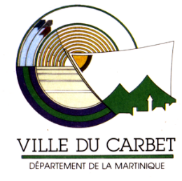 VILLE DU CARBET
DÉPARTEMENT DE LA MARTINIQUE